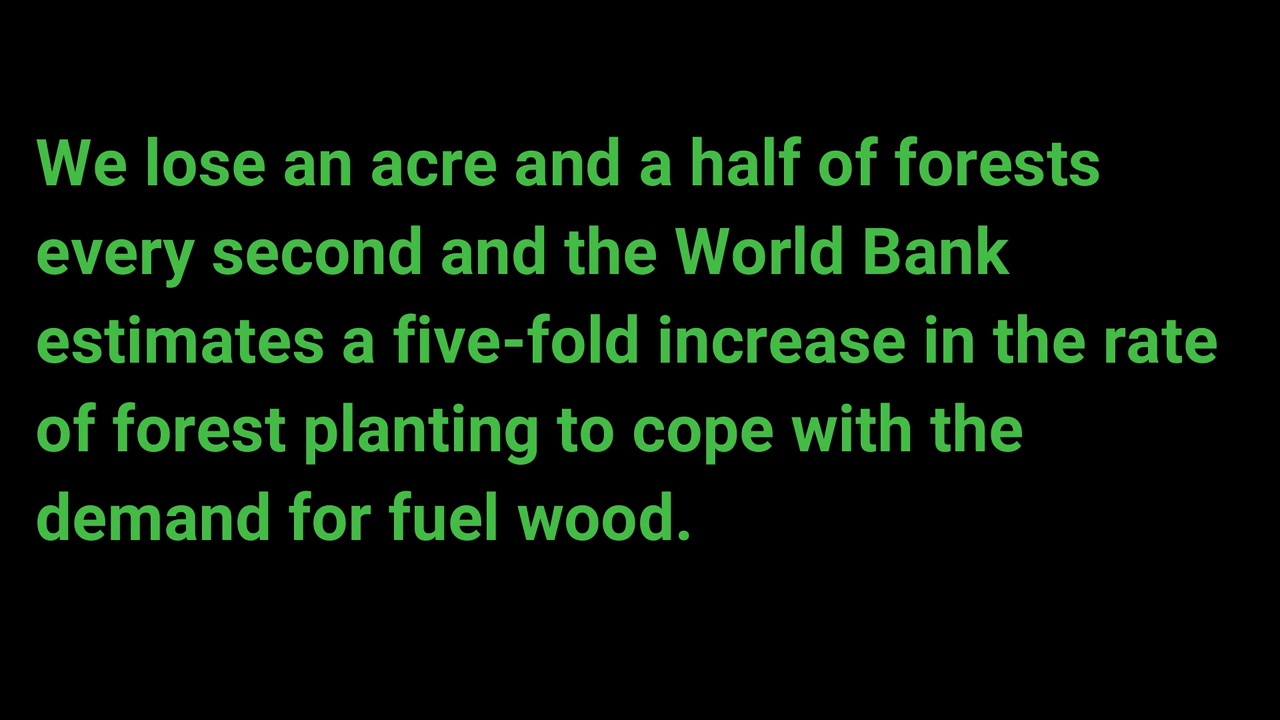 We lose an acre and a half of forests
every second and the World Bank
estimates a five-fold increase in the rate
of forest planting to cope with the
demand for fuel wood.